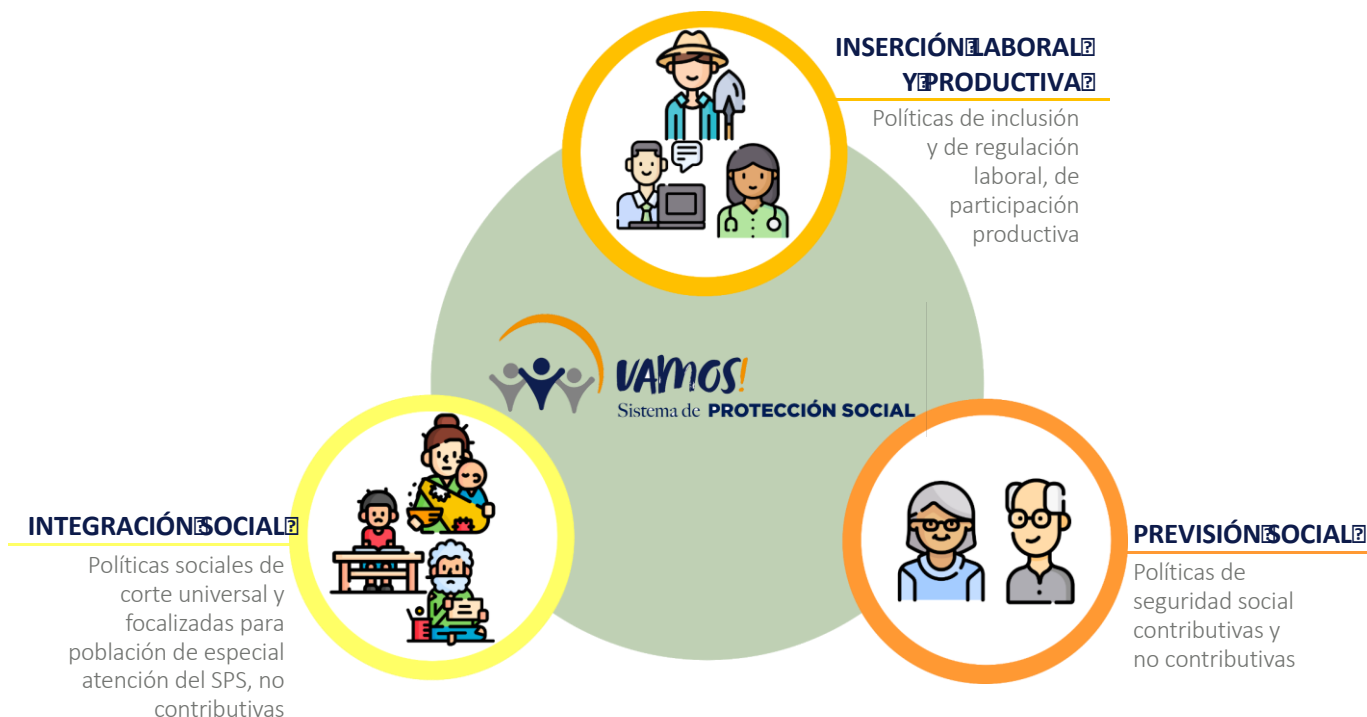 INSERCIÓN LABORAL
Y PRODUCTIVA
Políticas de inclusión
y de regulación
laboral, de
participación
productiva
VAMOS!
Sistema de PROTECCIÓN SOCIAL
INTEGRACIÓN SOCIAL
Políticas sociales de
corte universal y
focalizadas para
población de especial
atención del SPS, no
contributivas
PREVISIÓN SOCIAL
Políticas de
seguridad social
contributivas y
no contributivas